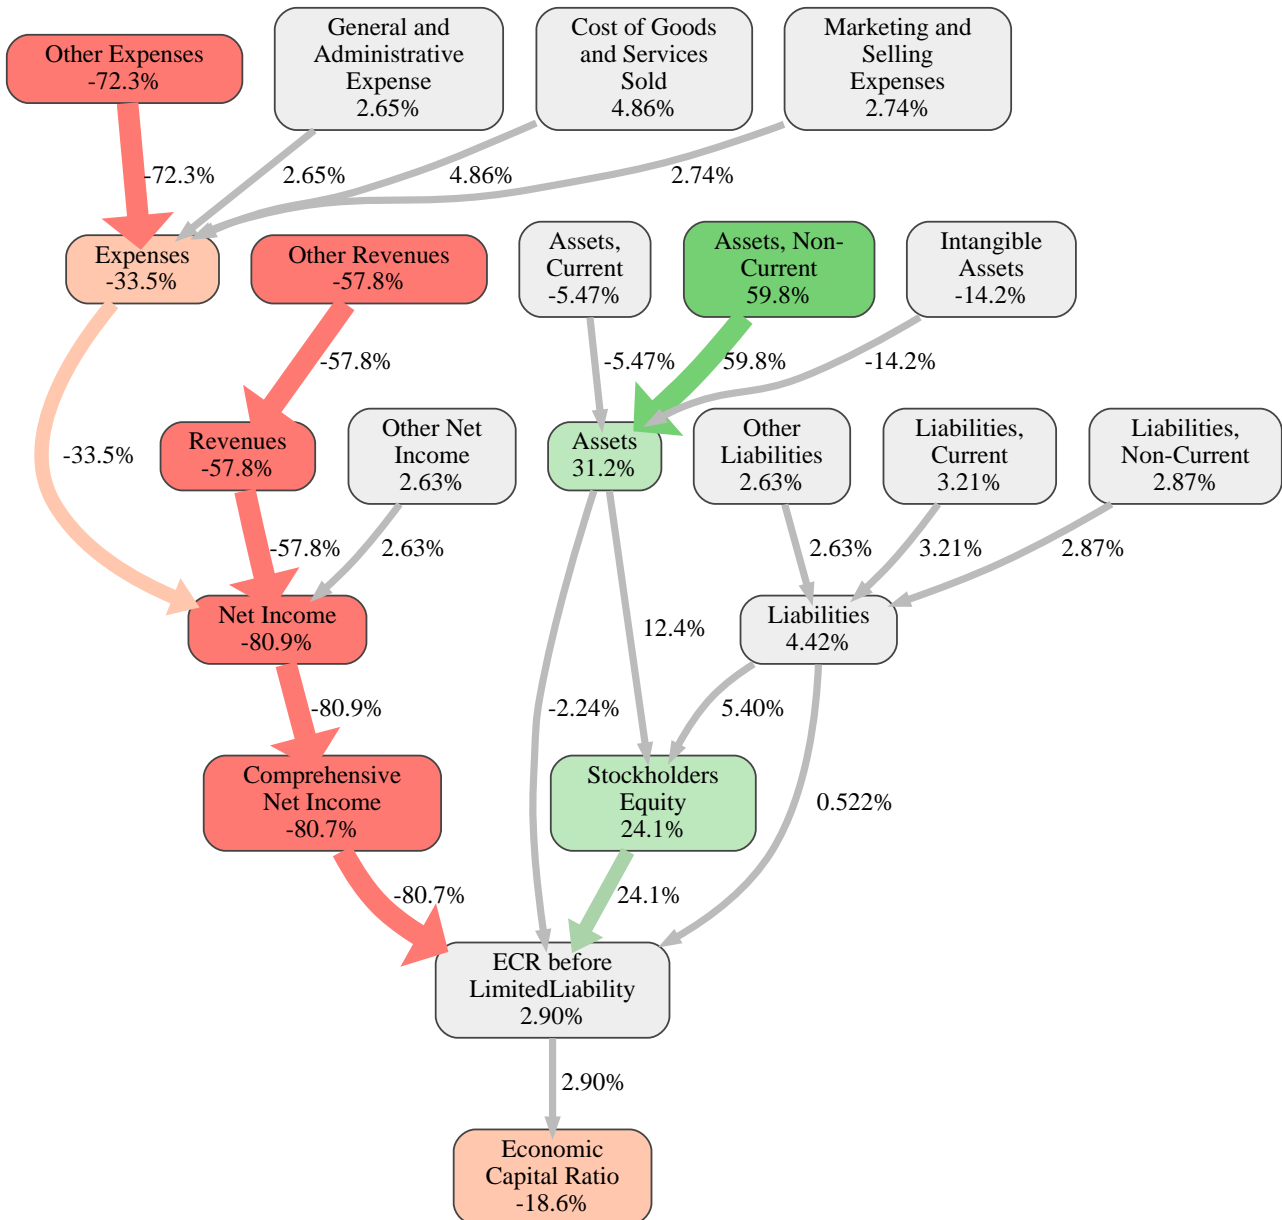 Other Expenses
-72.3%
General and
Administrative
Expense
2.65%
Cost of Goods
and Services
Sold
4.86%
Marketing and
Selling
Expenses
2.74%
-72.3%
2.65%
4.86%
2.74%
Expenses
-33.5%
Other Revenues
-57.8%
Assets,
Current
-5.47%
Assets, Non-
Current
59.8%
Intangible
Assets
-14.2%
-57.8%
-5.47%
59.8%
-14.2%
-33.5%
Revenues
-57.8%
Other Net
Income
2.63%
Assets
31.2%
Other
Liabilities
2.63%
Liabilities,
Current
3.21%
Liabilities,
Non-Current
2.87%
-57.8%
2.63%
2.63%
3.21%
2.87%
Net Income
-80.9%
12.4%
Liabilities
4.42%
-80.9%
-2.24%
5.40%
Comprehensive
Net Income
-80.7%
Stockholders
Equity
24.1%
0.522%
-80.7%
24.1%
ECR before
LimitedLiability
2.90%
2.90%
Economic
Capital Ratio
-18.6%